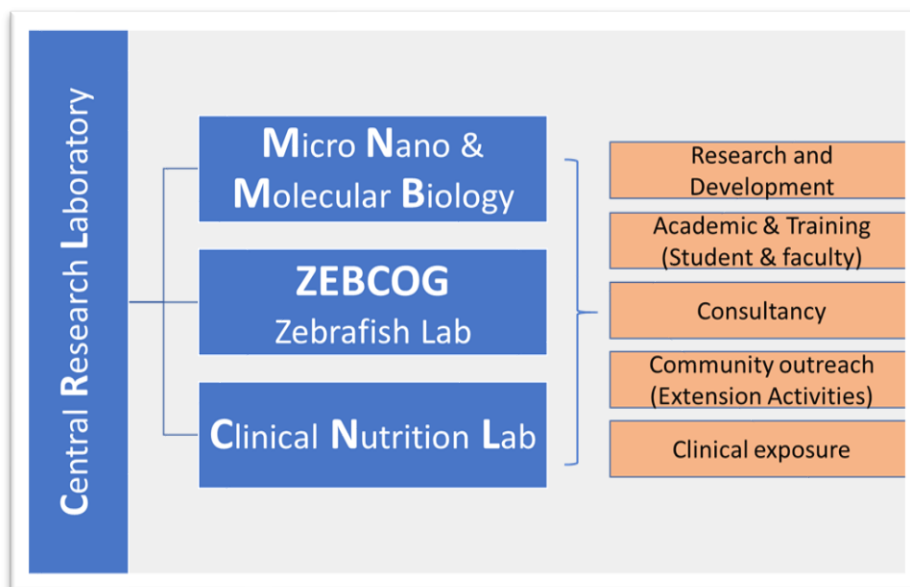 Central Research Laboratory
Micro Nano &
Molecular Biology
ZEBCOG
Zebrafish Lab
Clinical Nutrition Lab
Research and
Development
Academic & Training
(Student & faculty)
Consultancy
Community outreach
(Extension Activities)
Clinical exposure